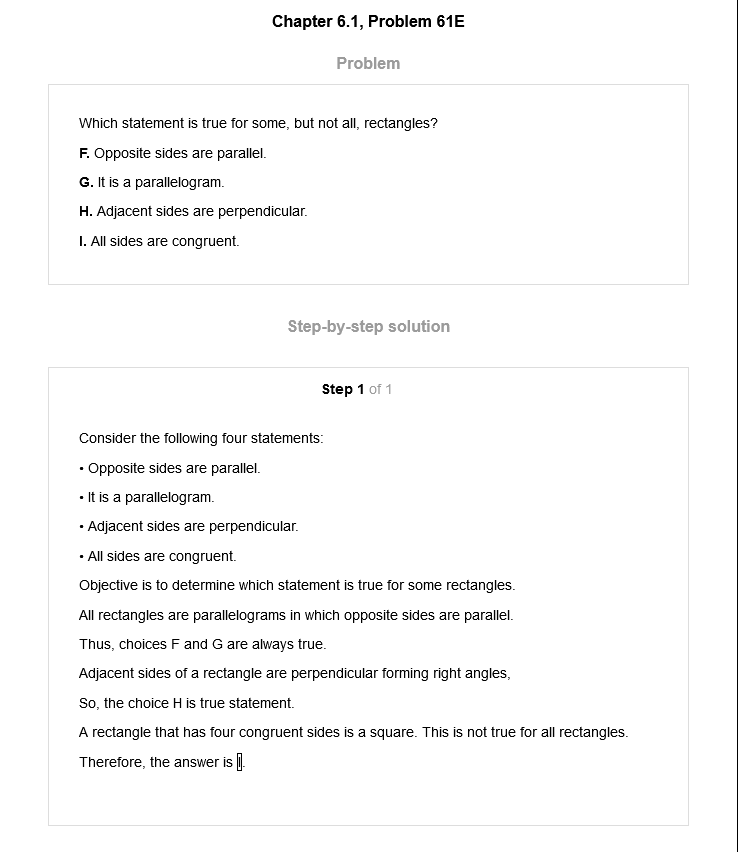 Chapter 6.1, Problem 61E
Problem
Which statement is true for some, but not all, rectangles?
F. Opposite sides are parallel.
G. It is a parallelogram.
H. Adjacent sides are perpendicular.
I. All sides are congruent.
Step-by-step solution
Step 1 of 1
Consider the following four statements:
• Opposite sides are parallel.
• It is a parallelogram.
• Adjacent sides are perpendicular.
• All sides are congruent.
Objective is to determine which statement is true for some rectangles.
All rectangles are parallelograms in which opposite sides are parallel.
Thus, choices F and G are always true.
Adjacent sides of a rectangle are perpendicular forming right angles,
So, the choice H is true statement.
A rectangle that has four congruent sides is a square. This is not true for all rectangles.
Therefore, the answer is I.